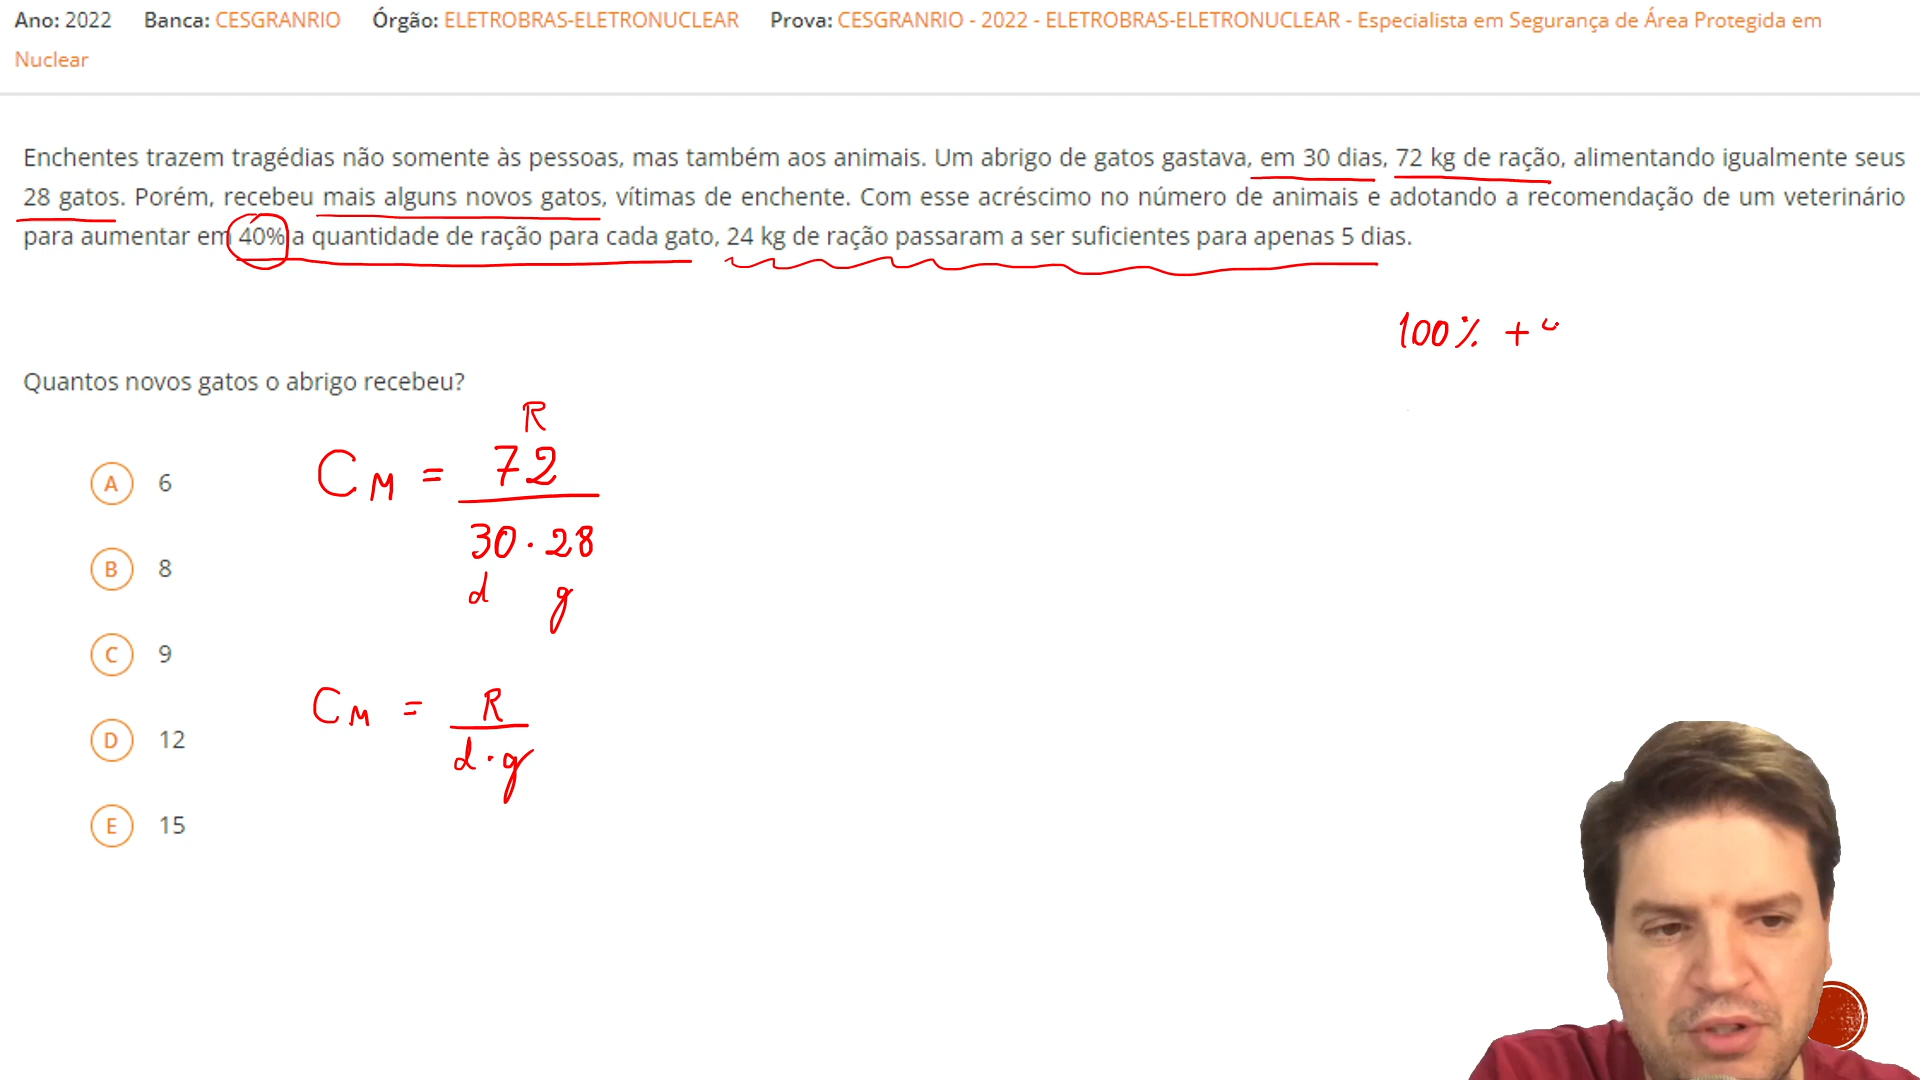 Ano: 2022 Banca: CESGRANRIO Órgão: ELETROBRAS-ELETRONUCLEAR Prova: CESGRANRIO - 2022 - ELETROBRAS-ELETRONUCLEAR - Especialista em Segurança de Área Protegida em
Nuclear
Enchentes trazem tragédias não somente às pessoas, mas também aos animais. Um abrigo de gatos gastava, em 30 dias, 72 kg de ração, alimentando igualmente seus
28 gatos. Porém, recebeu mais alguns novos gatos, vítimas de enchente. Com esse acréscimo no número de animais e adotando a recomendação de um veterinário
para aumentar em 40% a quantidade de ração para cada gato, 24 kg de ração passaram a ser suficientes para apenas 5 dias.
100% +
Quantos novos gatos o abrigo recebeu?
R
CM = 72
30 · 28
d g
A 6
B 8
C 9
CM = R
d · g
D 12
E 15